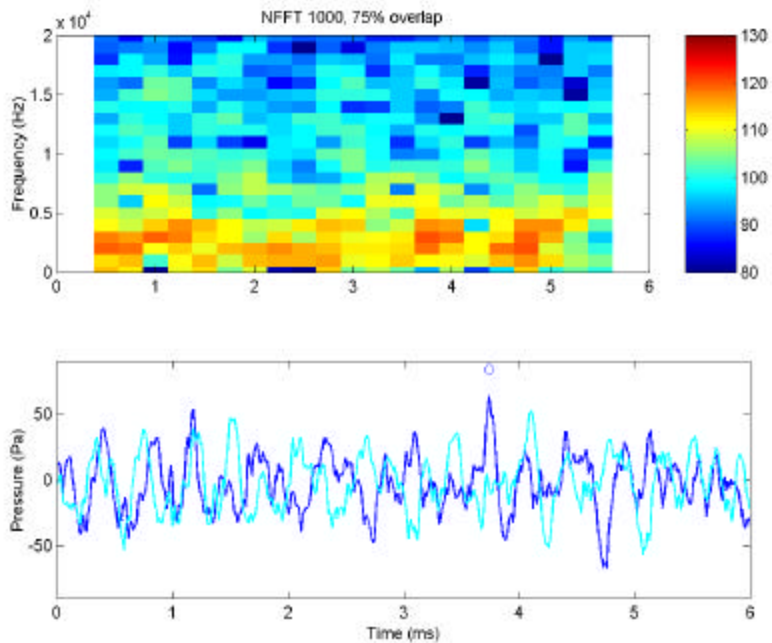 NFFT 1000, 75% overlap
x 10⁴
2
1.5
1
0.5
0
Frequency (Hz)
0 1 2 3 4 5 6
130
120
110
100
90
80
50
0
-50
Pressure (Pa)
0 1 2 3 4 5 6
Time (ms)